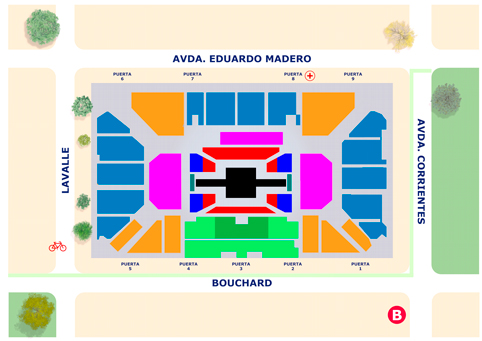 AVDA. EDUARDO MADERO
PUERTA
6
PUERTA
7
PUERTA
8
PUERTA
9
LAVALLE
AVDA. CORRIENTES
PUERTA
5
PUERTA
4
PUERTA
3
PUERTA
2
PUERTA
1
BOUCHARD
B